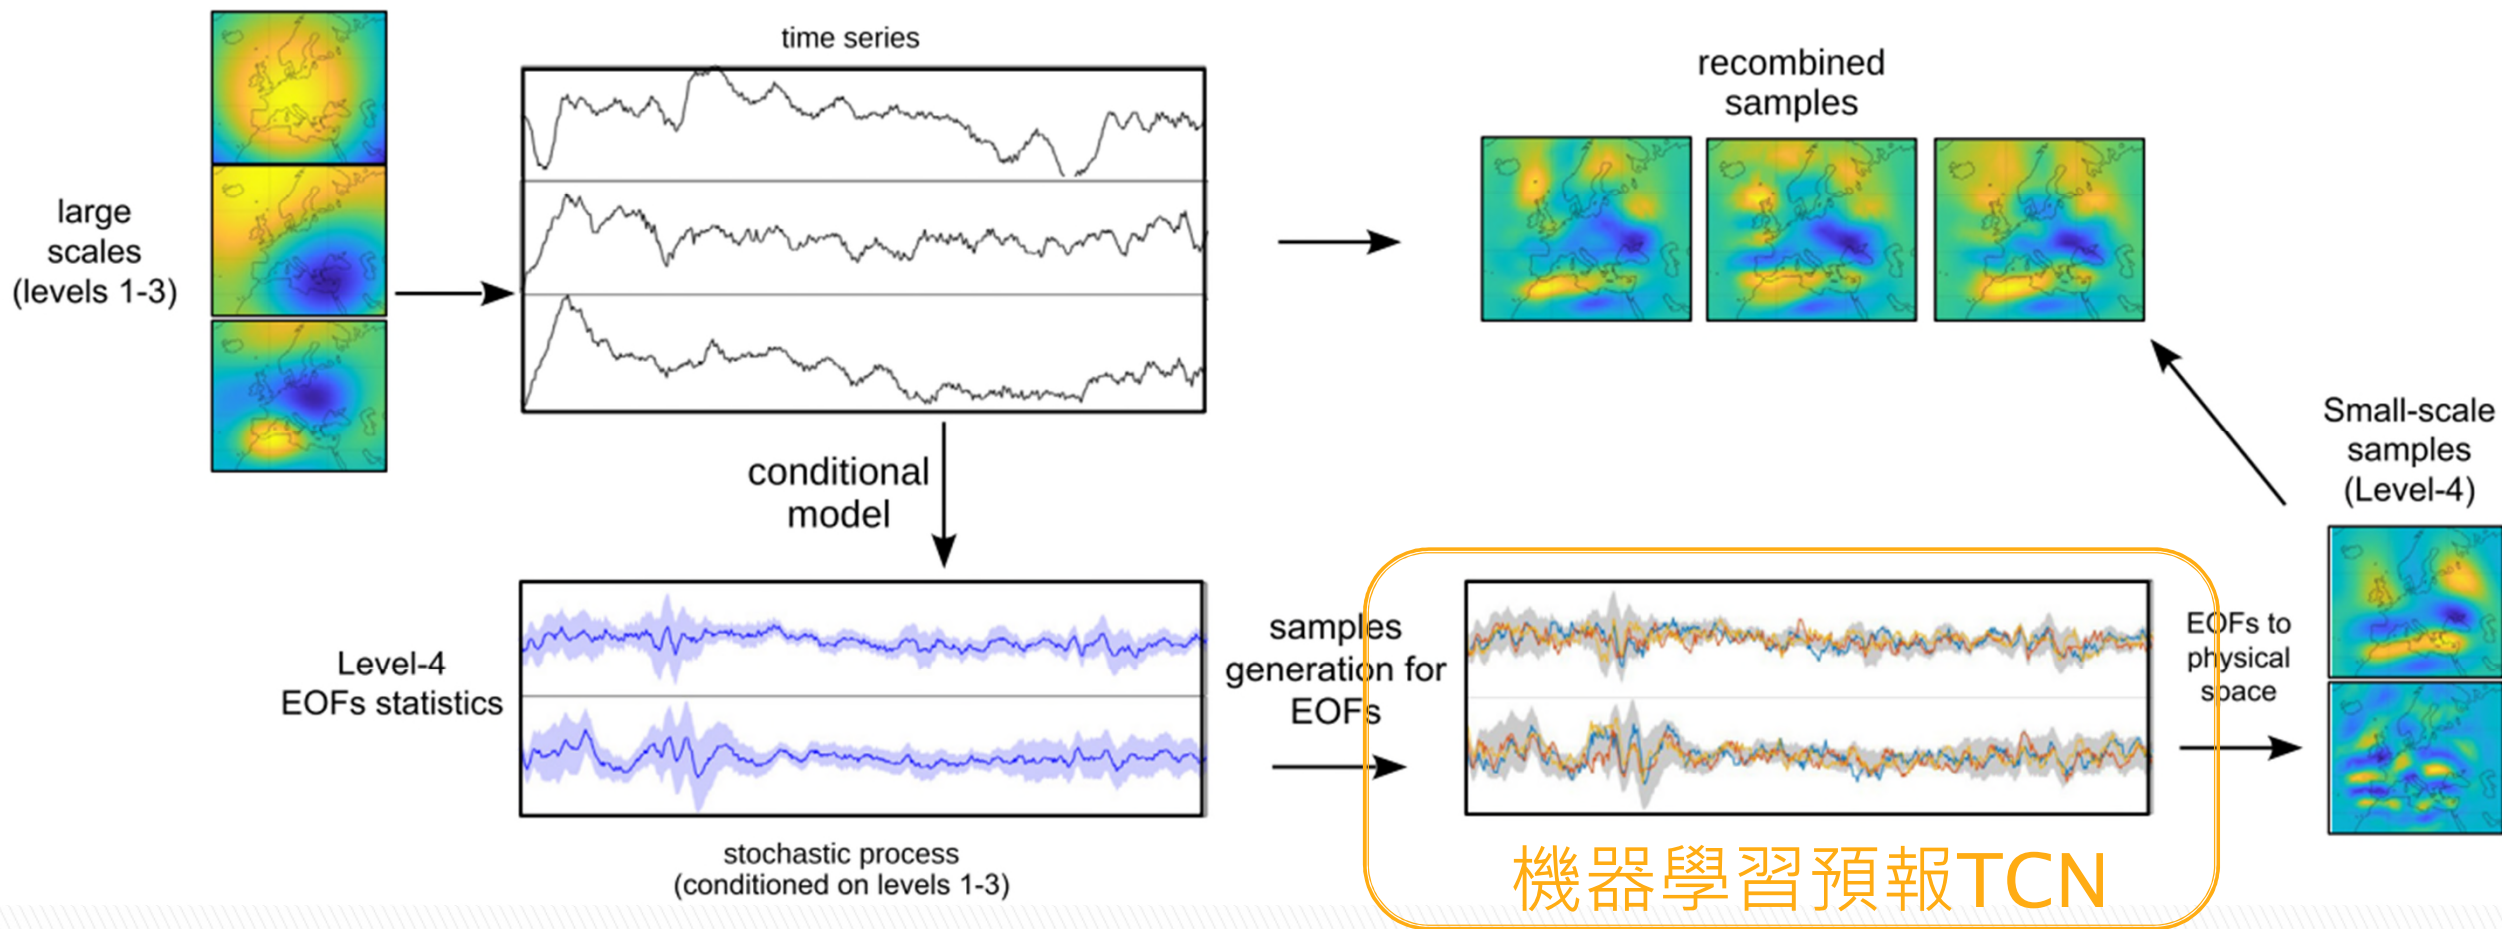 time series
large
scales
(levels 1-3)
recombined
samples
conditional
model
Small-scale
samples
(Level-4)
Level-4
EOFs statistics
samples
generation for
EOFs
EOFs to
physical
space
stochastic process
(conditioned on levels 1-3)
機器學習預報TCN